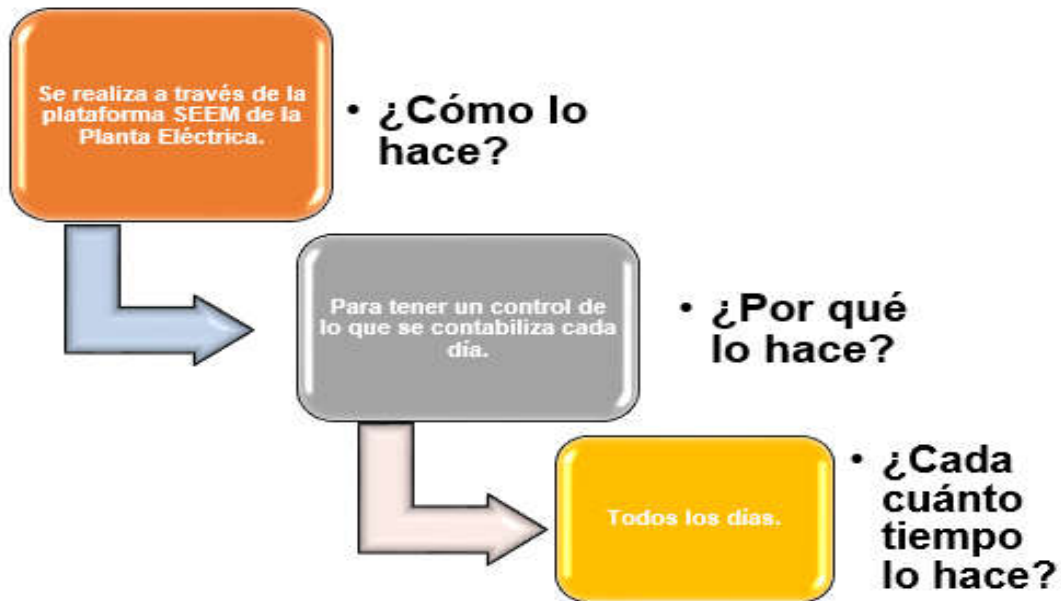 Se realiza a través de la
plataforma SEEM de la
Planta Eléctrica.
• ¿Cómo lo
hace?
Para tener un control de
lo que se contabiliza cada
día.
• ¿Por qué
lo hace?
Todos los días.
• ¿Cada
cuánto
tiempo
lo hace?